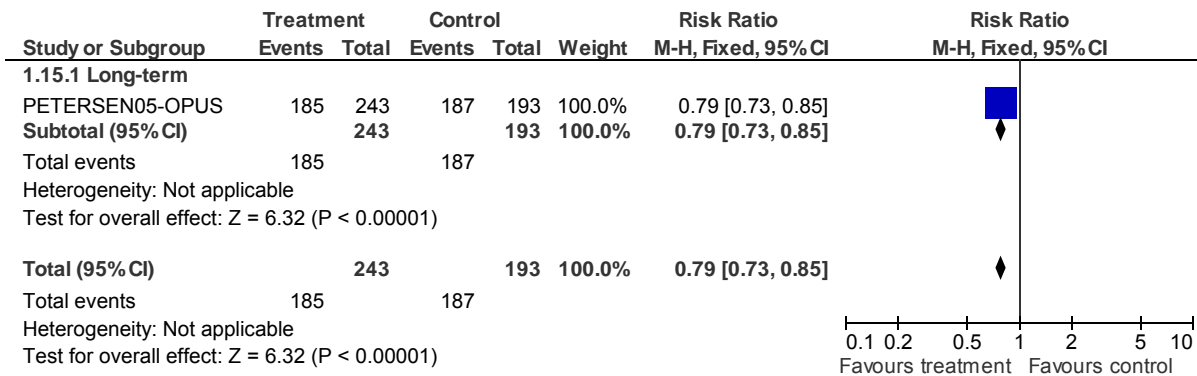 Treatment Control Risk Ratio Risk Ratio
Study or Subgroup Events Total Events Total Weight M-H, Fixed, 95% CI M-H, Fixed, 95% CI
1.15.1 Long-term
PETERSEN05-OPUS 185 243 187 193 100.0% 0.79 [0.73, 0.85]
Subtotal (95% CI) 243 193 100.0% 0.79 [0.73, 0.85]
Total events 185 187
Heterogeneity: Not applicable
Test for overall effect: Z = 6.32 (P < 0.00001)
Total (95% CI) 243 193 100.0% 0.79 [0.73, 0.85]
Total events 185 187
Heterogeneity: Not applicable
Test for overall effect: Z = 6.32 (P < 0.00001)
0.1 0.2 0.5 1 2 5 10
Favours treatment Favours control